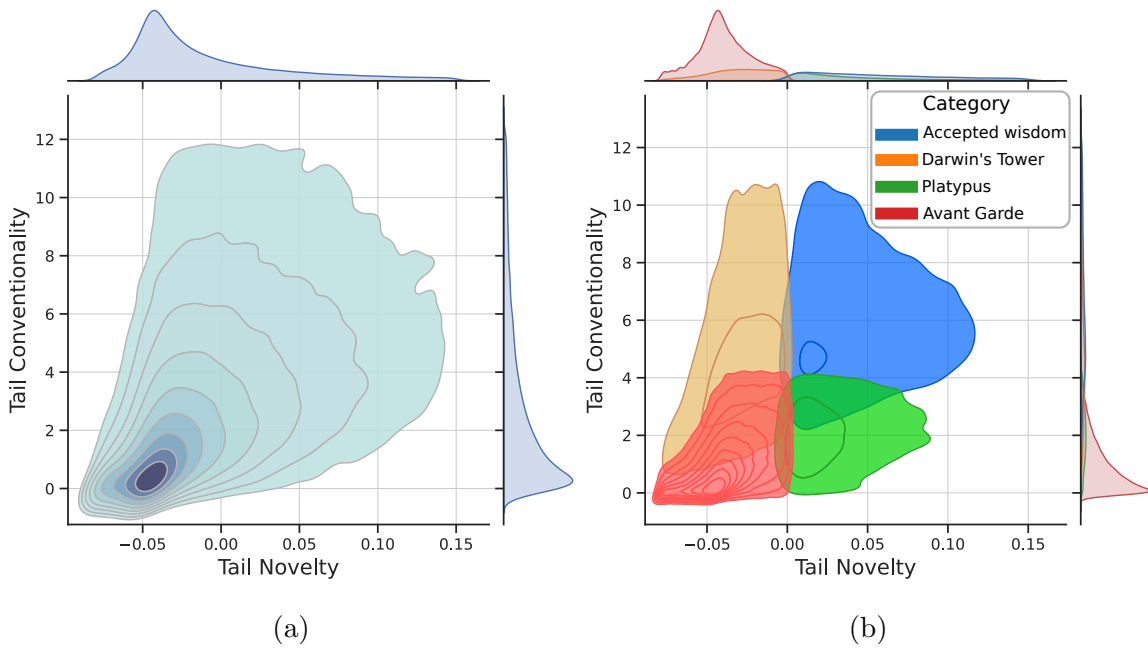 12
10
8
6
4
2
0
Tail Conventionality
−0.05
0.00
0.05
0.10
0.15
Tail Novelty
(a)
Category
Accepted wisdom
Darwin's Tower
Platypus
Avant Garde
12
10
8
6
4
2
0
Tail Conventionality
−0.05
0.00
0.05
0.10
0.15
Tail Novelty
(b)